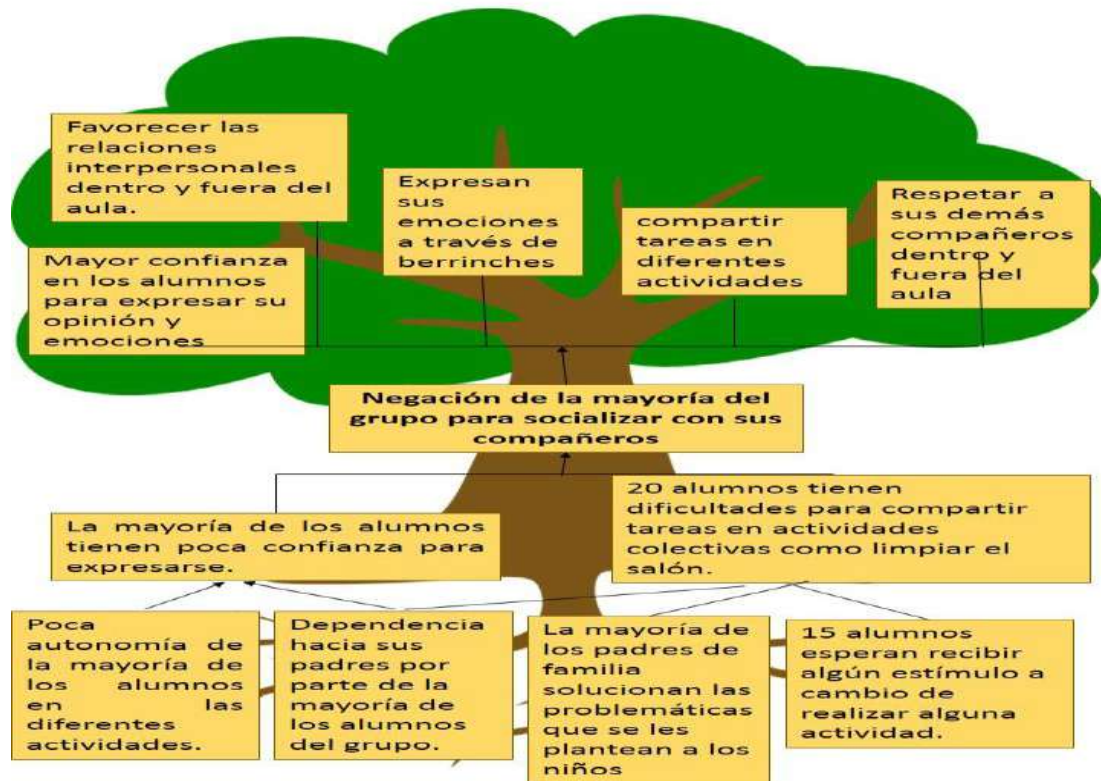 Favorecer las
relaciones
interpersonales
dentro y fuera del
aula.
Mayor confianza
en los alumnos
para expresar su
opinión y
emociones
Expresan
sus
emociones
a través de
berrinches
compartir
tareas en
diferentes
actividades
Respetar a
sus demás
compañeros
dentro y
fuera del
aula
Negación de la mayoría del
grupo para socializar con sus
compañeros
La mayoría de los alumnos
tienen poca confianza para
expresarse.
20 alumnos tienen
dificultades para compartir
tareas en actividades
colectivas como limpiar el
salón.
Poca
autonomía de
la mayoría de
los alumnos
en las
diferentes
actividades.
Dependencia
hacia sus
padres por
parte de la
mayoría de
los alumnos
del grupo.
La mayoría de
los padres de
familia
solucionan las
problemáticas
que se les
plantean a los
niños
15 alumnos
esperan recibir
algún estímulo a
cambio de
realizar alguna
actividad.